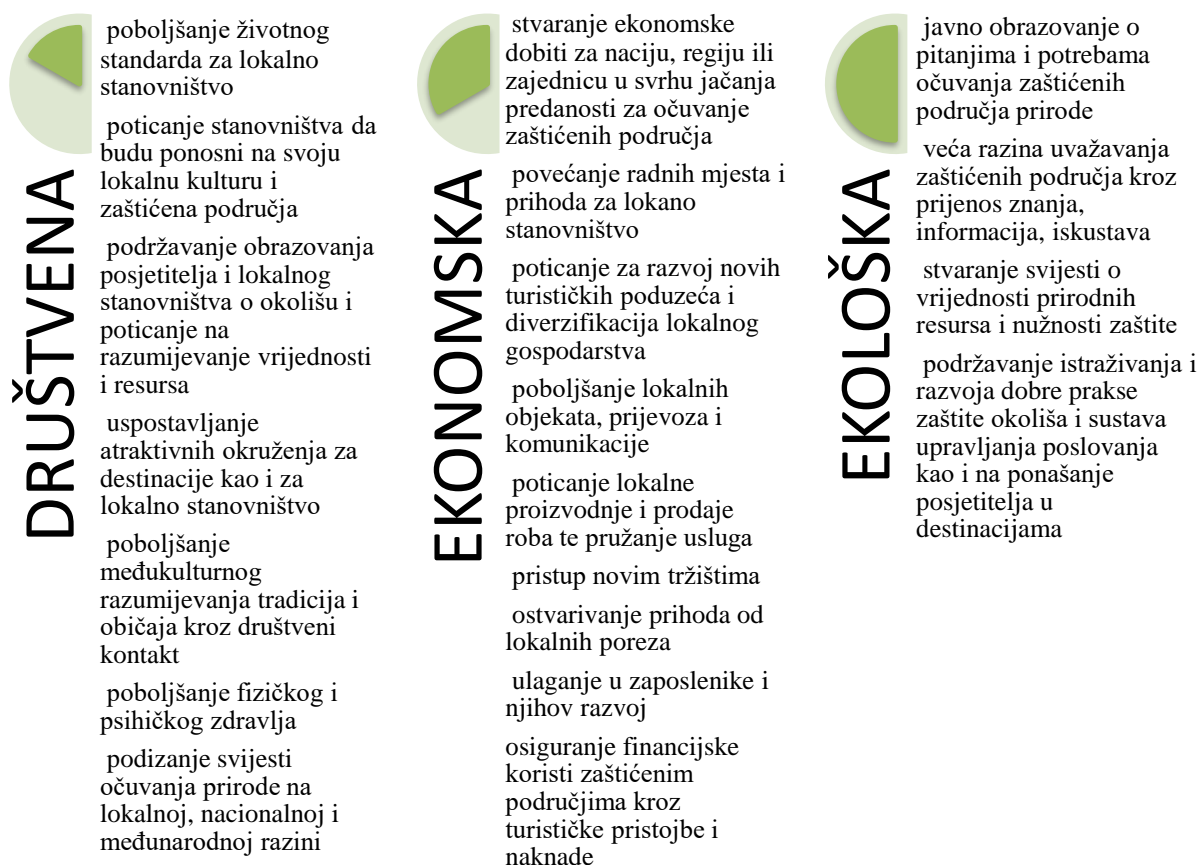 DRUŠTVENA
poboljšanje životnog
standarda za lokalno
stanovništvo
poticanje stanovništva da
budu ponosni na svoju
lokalnu kulturu i
zaštićena područja
podržavanje obrazovanja
posjetitelja i lokalnog
stanovništva o okolišu i
poticanje na
razumijevanje vrijednosti
i resursa
uspostavljanje
atraktivnih okruženja za
destinacije kao i za
lokalno stanovništvo
poboljšanje
međukulturnog
razumijevanja tradicija i
običaja kroz društveni
kontakt
poboljšanje fizičkog i
psihičkog zdravlja
podizanje svijesti
očuvanja prirode na
lokalnoj, nacionalnoj i
međunarodnoj razini
EKONOMSKA
stvaranje ekonomske
dobiti za naciju, regiju ili
zajednicu u svrhu jačanja
predanosti za očuvanje
zaštićenih područja
povećanje radnih mjesta i
prihoda za lokano
stanovništvo
poticanje za razvoj novih
turističkih poduzeća i
diverzifikacija lokalnog
gospodarstva
poboljšanje lokalnih
objekata, prijevoza i
komunikacije
poticanje lokalne
proizvodnje i prodaje
roba te pružanje usluga
pristup novim tržištima
ostvarivanje prihoda od
lokalnih poreza
ulaganje u zaposlenike i
njihov razvoj
osiguranje financijske
koristi zaštićenim
područjima kroz
turističke pristojbe i
naknade
EKOLOŠKA
javno obrazovanje o
pitanjima i potrebama
očuvanja zaštićenih
područja prirode
veća razina uvažavanja
zaštićenih područja kroz
prijenos znanja,
informacija, iskustava
stvaranje svijesti o
vrijednosti prirodnih
resursa i nužnosti zaštite
podržavanje istraživanja i
razvoja dobre prakse
zaštite okoliša i sustava
upravljanja poslovanja
kao i na ponašanje
posjetitelja u
destinacijama